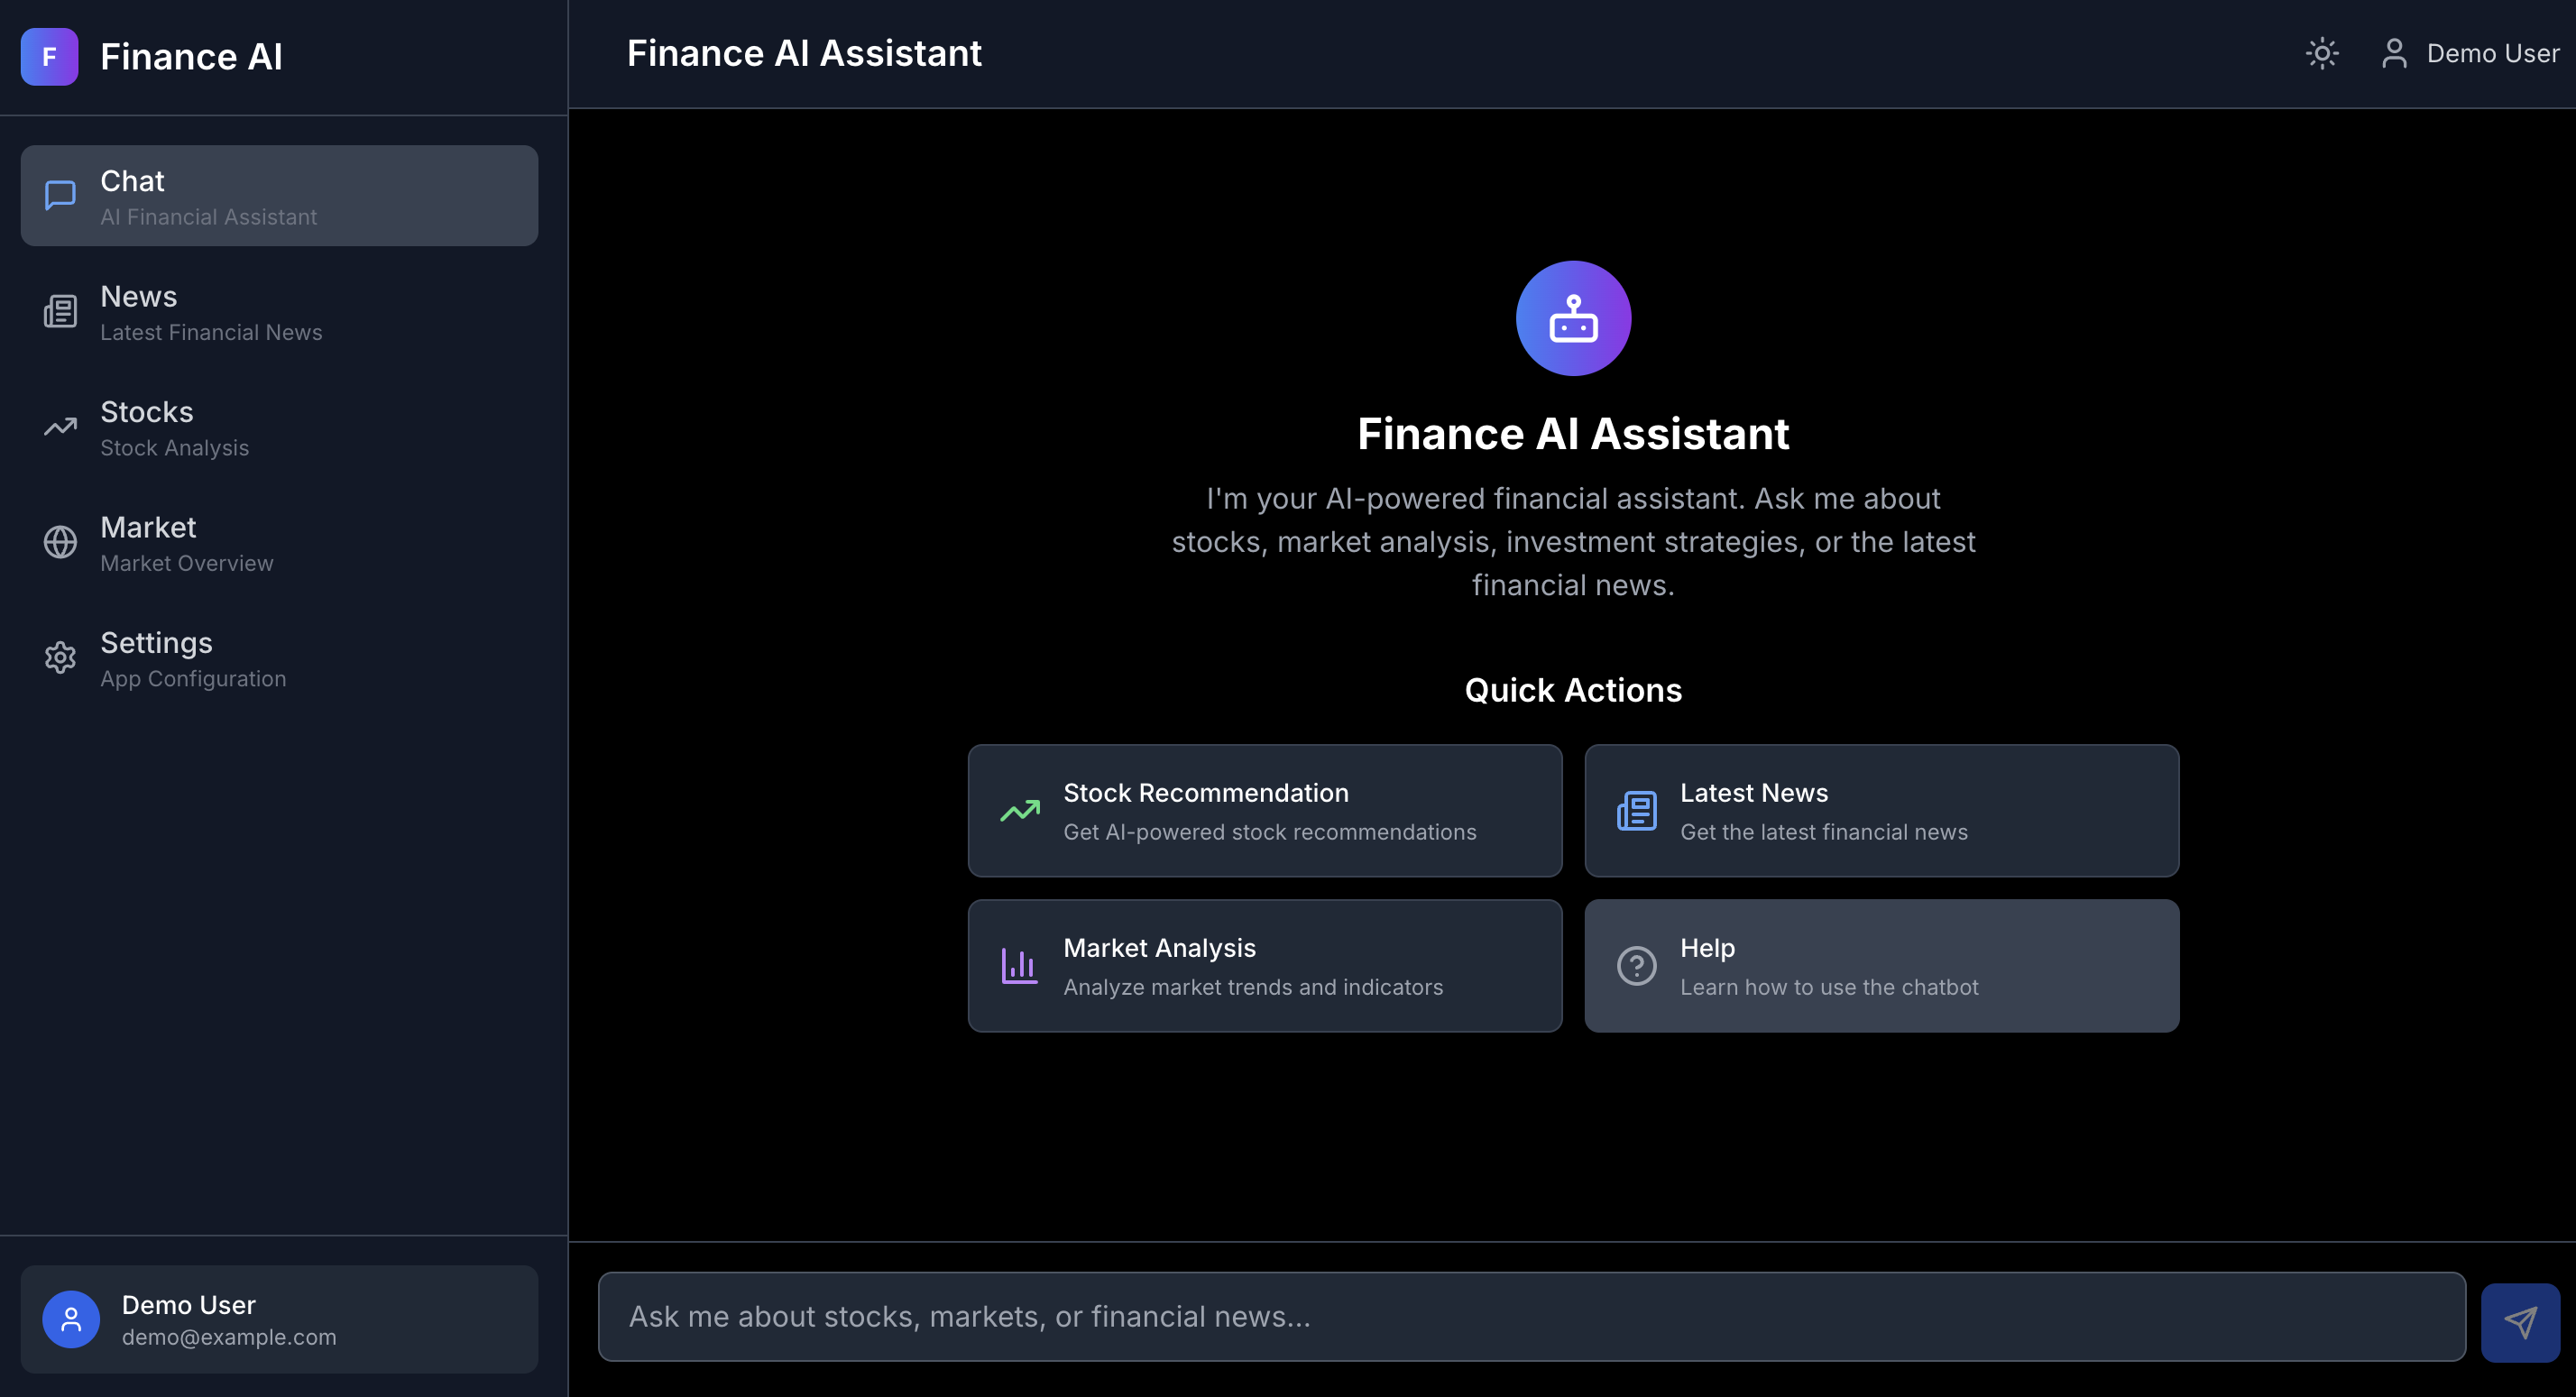 F
Finance AI
Chat
AI Financial Assistant
News
Latest Financial News
Stocks
Stock Analysis
Market
Market Overview
Settings
App Configuration
Demo User
demo@example.com
Finance AI Assistant
Demo User
Finance AI Assistant
I'm your AI-powered financial assistant. Ask me about
stocks, market analysis, investment strategies, or the latest
financial news.
Quick Actions
Stock Recommendation
Get AI-powered stock recommendations
Latest News
Get the latest financial news
Market Analysis
Analyze market trends and indicators
Help
Learn how to use the chatbot
Ask me about stocks, markets, or financial news...